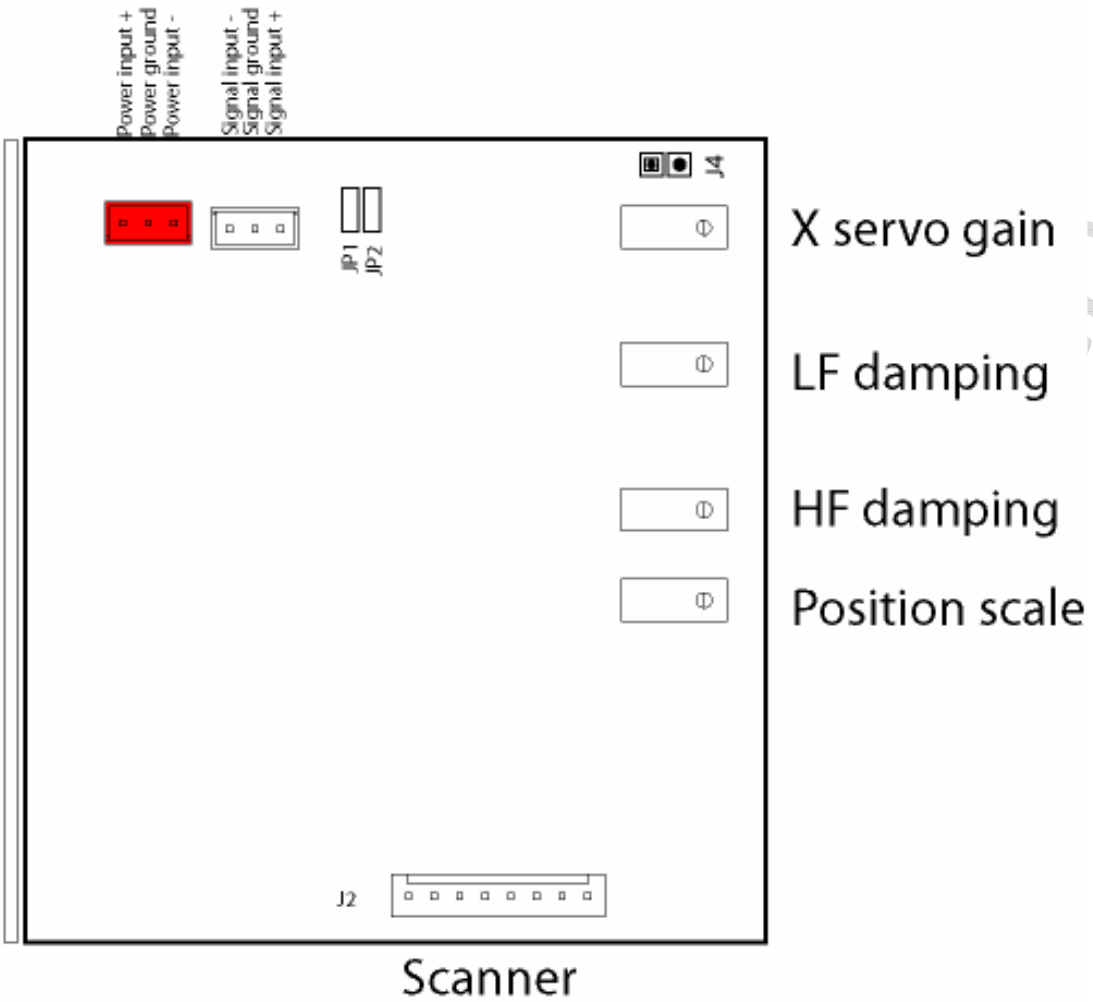 Power input +
Power ground
Power input -
Signal input -
Signal ground
Signal input +
J4
JP1
JP2
X servo gain
LF damping
HF damping
Position scale
J2
Scanner